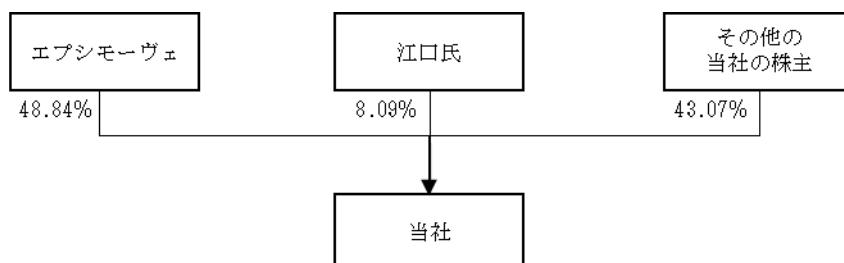 エプシモーヴェ
江口氏
その他の
当社の株主
48.84%
8.09%
43.07%
当社